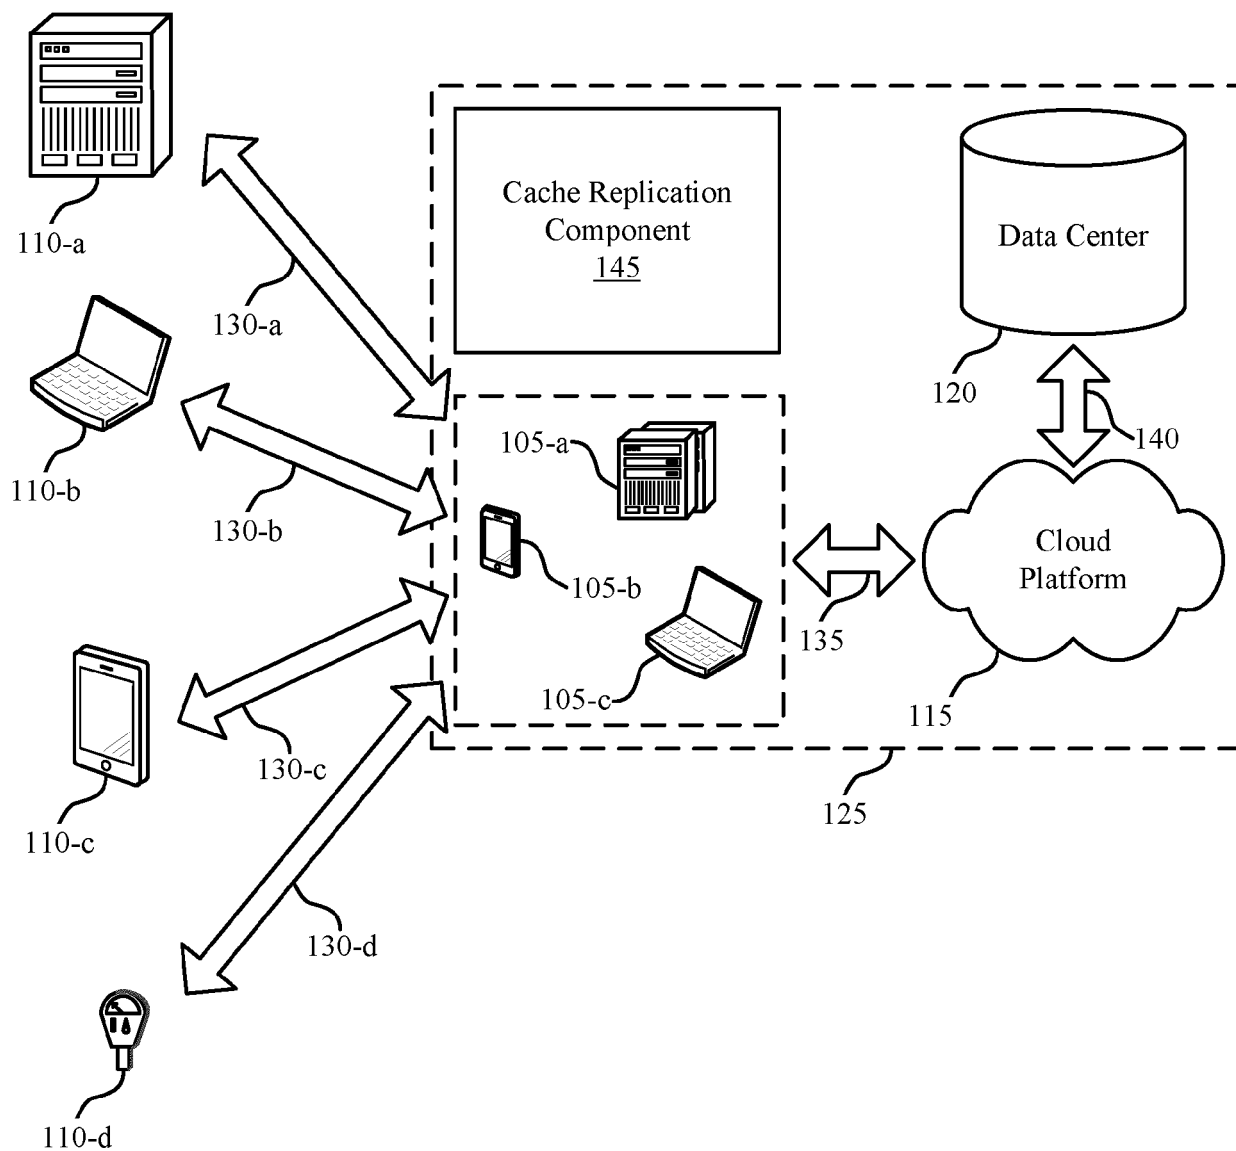 Cache Replication
Component
145
Data Center
110-a
130-a
120
140
105-a
110-b
130-b
105-b
Cloud
Platform
135
105-c
115
130-c
125
110-c
130-d
110-d